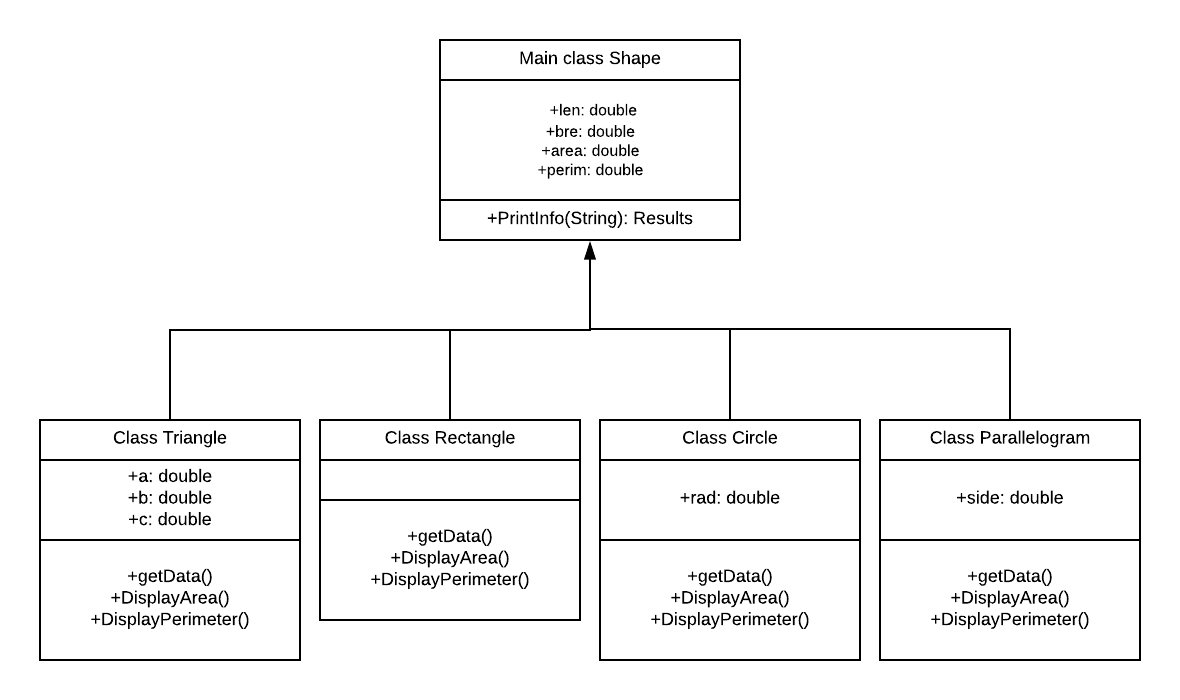 Main class Shape
+len: double
+bre: double
+area: double
+perim: double
+PrintInfo(String): Results
Class Triangle
+a: double
+b: double
+c: double
+getData()
+DisplayArea()
+DisplayPerimeter()
Class Rectangle
+getData()
+DisplayArea()
+DisplayPerimeter()
Class Circle
+rad: double
+getData()
+DisplayArea()
+DisplayPerimeter()
Class Parallelogram
+side: double
+getData()
+DisplayArea()
+DisplayPerimeter()